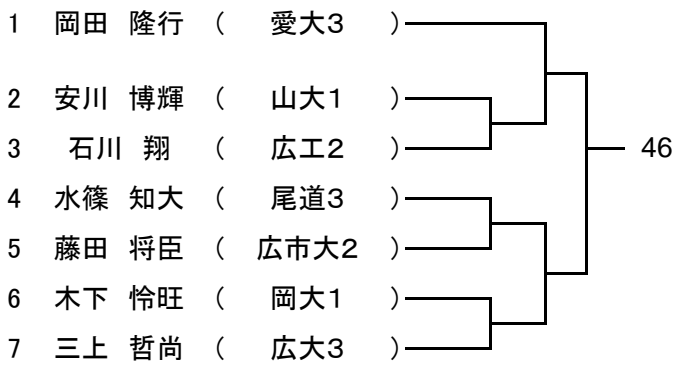 1 岡田 隆行 ( 愛大3 )
2 安川 博輝 ( 山大1 )
3 石川 翔 ( 広工2 ) 46
4 水篠 知大 ( 尾道3 )
5 藤田 将臣 ( 広市大2 )
6 木下 怜旺 ( 岡大1 )
7 三上 哲尚 ( 広大3 )